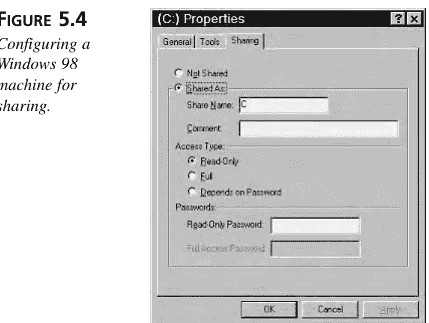 FIGURE 5.4
Configuring a
Windows 98
machine for
sharing.
(C:) Properties
General Tools Sharing
Not Shared
Shared As:
Share Name: C
Comment:
Access Type:
Read-Only
Full
Depends on Password
Passwords:
Read-Only Password:
Full Access Password:
OK Cancel Apply